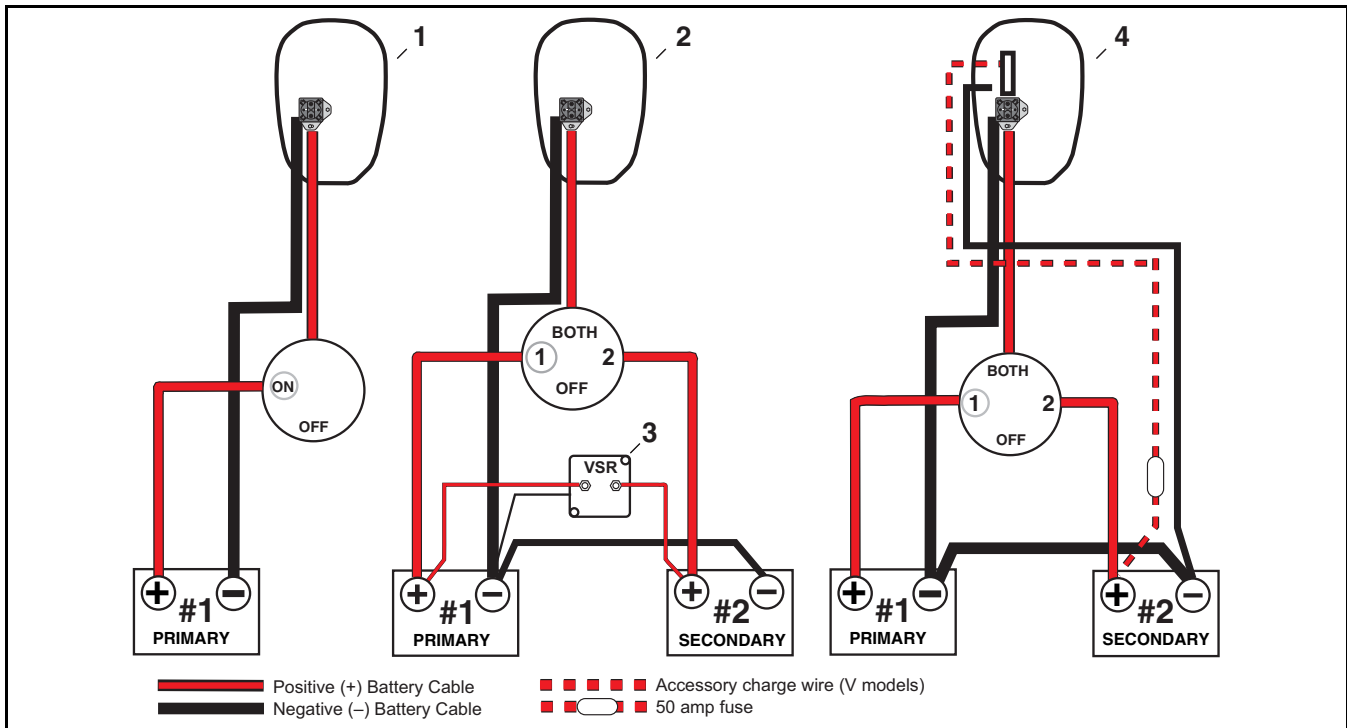 1
2
4
ON
OFF
BOTH
1
2
OFF
BOTH
1
2
OFF
3
VSR
+
−
#1
PRIMARY
+
−
#1
PRIMARY
+
−
#2
SECONDARY
+
−
#1
PRIMARY
+
−
#2
SECONDARY
Positive (+) Battery Cable
Negative (–) Battery Cable
Accessory charge wire (V models)
50 amp fuse